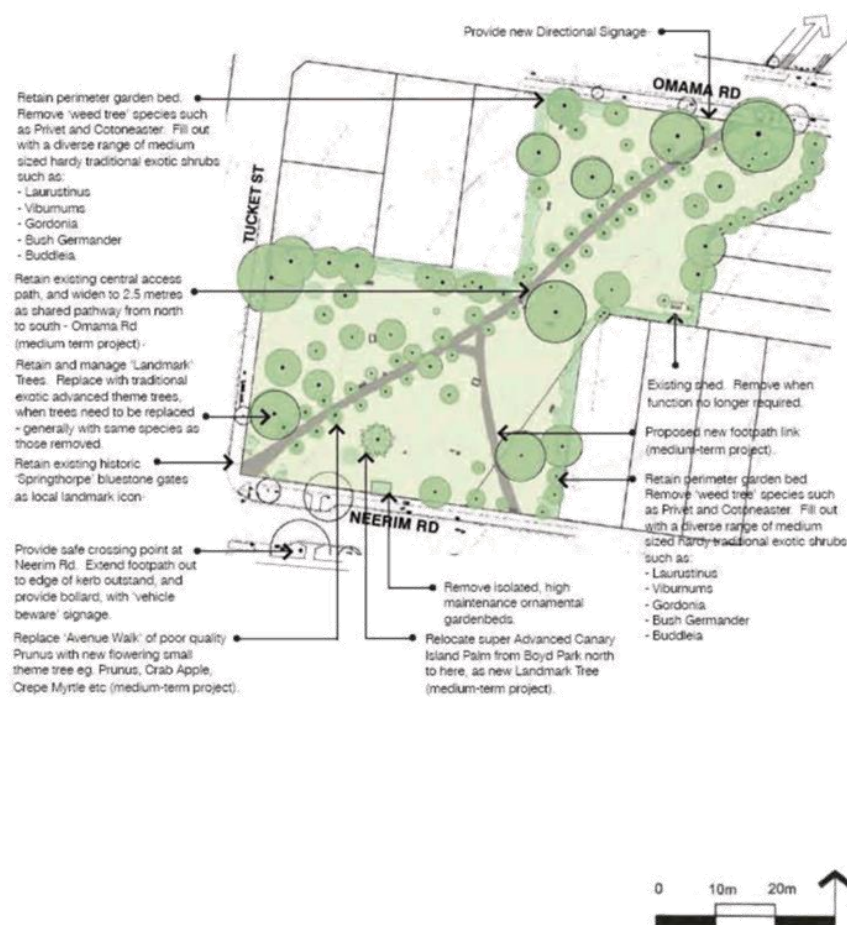 Provide new Directional Signage
OMAMA RD
Retain perimeter garden bed.
Remove 'weed tree' species such
as Privet and Cotoneaster. Fill out
with a diverse range of medium
sized hardy traditional exotic shrubs
such as:
- Laurustinus
- Viburnums
- Gordonia
- Bush Germander
- Buddleia
TUCKET ST
Retain existing central access
path, and widen to 2.5 metres
as shared pathway from north
to south - Omama Rd
(medium term project)
Retain and manage 'Landmark'
Trees. Replace with traditional
exotic advanced theme trees,
when trees need to be replaced
- generally with same species as
those removed.
Retain existing historic
'Springthorpe' bluestone gates
as local landmark icon
Existing shed. Remove when
function no longer required.
Proposed new footpath link
(medium-term project).
Retain perimeter garden bed
Remove 'weed tree' species such
as Privet and Cotoneaster. Fill out
with a diverse range of medium
sized hardy traditional exotic shrubs
such as:
- Laurustinus
- Viburnums
- Gordonia
- Bush Germander
- Buddleia
NEERIM RD
Provide safe crossing point at
Neerim Rd. Extend footpath out
to edge of kerb outstand, and
provide bollard, with 'vehicle
beware' signage.
Replace 'Avenue Walk' of poor quality
Prunus with new flowering small
theme tree eg. Prunus, Crab Apple,
Crepe Myrtle etc (medium-term project).
Remove isolated, high
maintenance ornamental
gardenbeds.
Relocate super Advanced Canary
Island Palm from Boyd Park north
to here, as new Landmark Tree
(medium-term project).
0 10m 20m